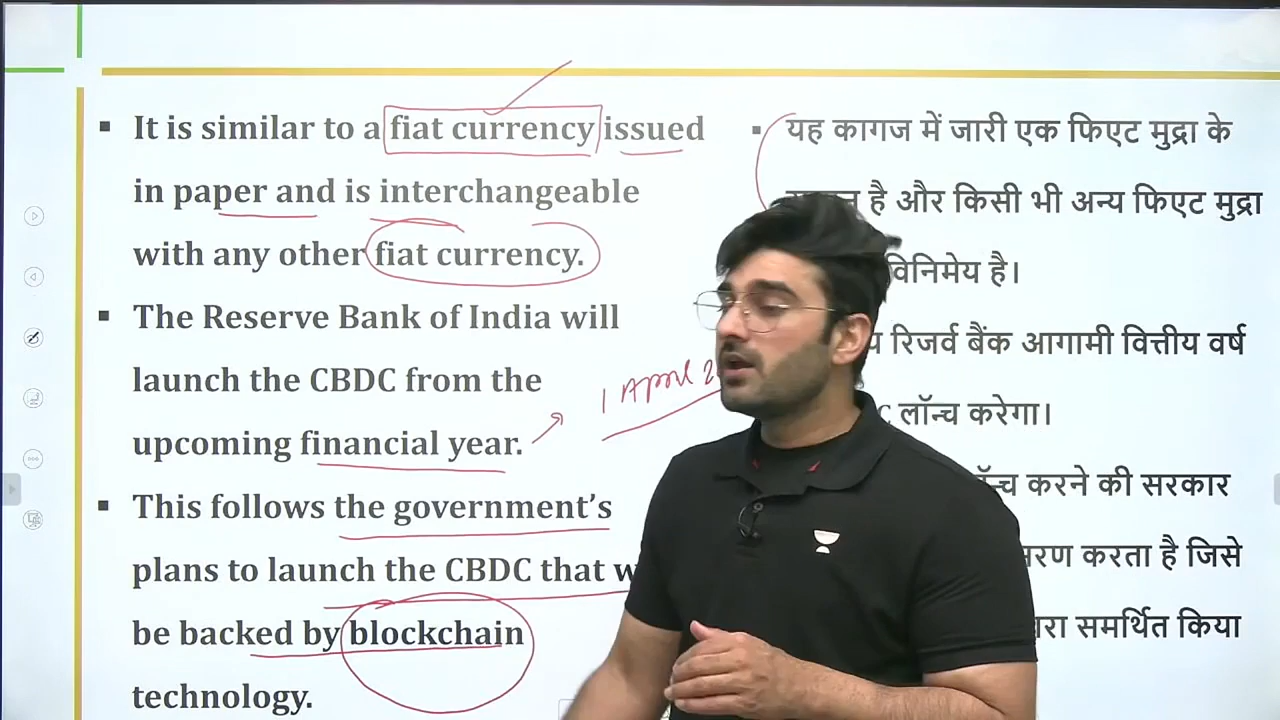 It is similar to a fiat currency issued
in paper and is interchangeable
with any other fiat currency.
The Reserve Bank of India will
launch the CBDC from the
upcoming financial year.
1 April 2
This follows the government's
plans to launch the CBDC that
be backed by blockchain
technology.
यह कागज में जारी एक फिएट मुद्रा के
है और किसी भी अन्य फिएट मुद्रा
विनिमेय है।
रिजर्व बैंक आगामी वित्तीय वर्ष
लॉन्च करेगा।
करने की सरकार
करता है जिसे
समर्थित किया